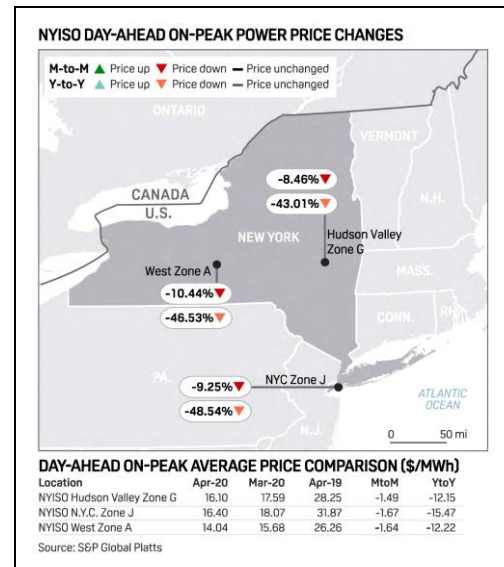 NYISO DAY-AHEAD ON-PEAK POWER PRICE CHANGES
M-to-M ▲ Price up ▼ Price down — Price unchanged
Y-to-Y ▲ Price up ▼ Price down — Price unchanged
ONTARIO
VERMONT
-8.46%▼
CANADA
-43.01%▼
N.H.
U.S.
NEW YORK
Hudson Valley
Zone G
West Zone A
MASS.
-10.44%▼
-46.53%▼
CONN.
R.I.
PA.
-9.25%▼
NYC Zone J
-48.54%▼
ATLANTIC
OCEAN
N.J.
0 50 mi
DAY-AHEAD ON-PEAK AVERAGE PRICE COMPARISON ($/MWh)
Location Apr-20 Mar-20 Apr-19 MtoM YtoY
NYISO Hudson Valley Zone G 16.10 17.59 28.25 -1.49 -12.15
NYISO N.Y.C. Zone J 16.40 18.07 31.87 -1.67 -15.47
NYISO West Zone A 14.04 15.68 26.26 -1.64 -12.22
Source: S&P Global Platts